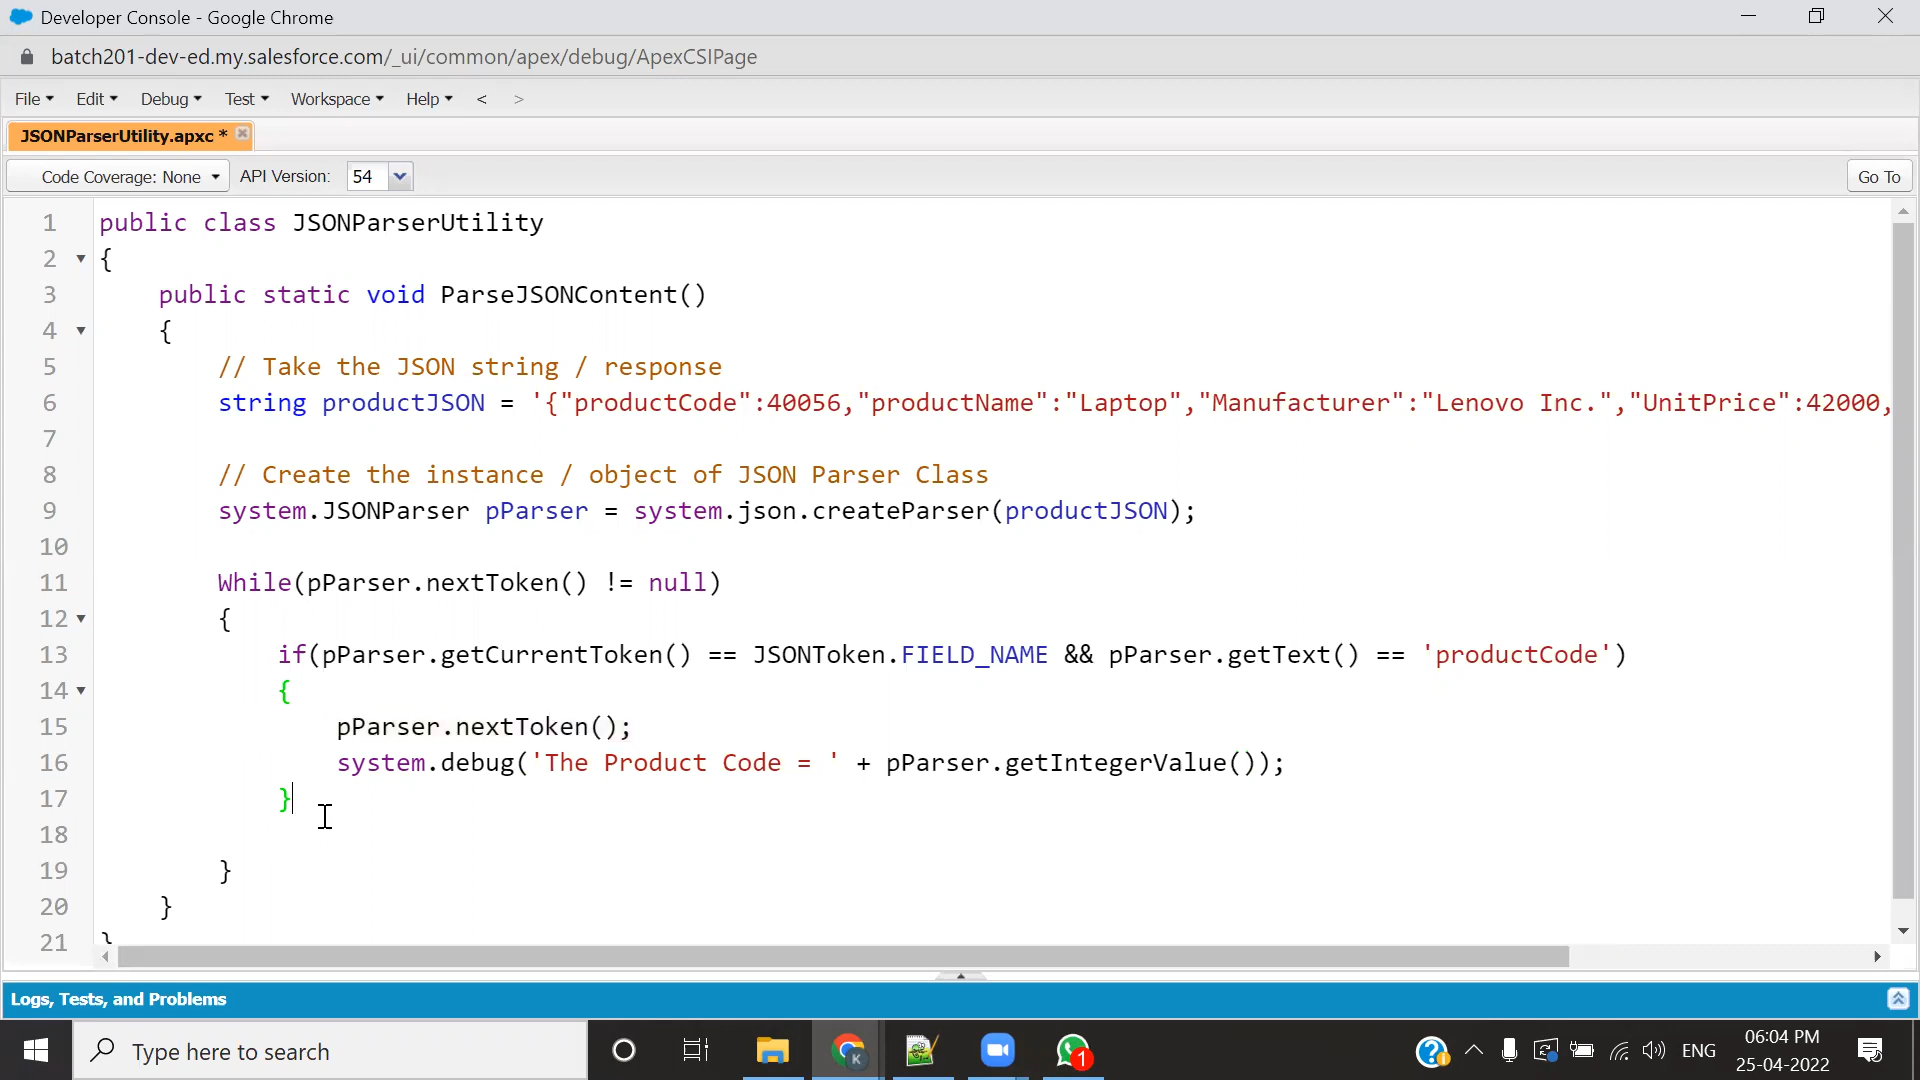 Developer Console - Google Chrome
batch201-dev-ed.my.salesforce.com/_ui/common/apex/debug/ApexCSIPage
File Edit Debug Test Workspace Help < >
JSONParserUtility.apxc *
Code Coverage: None API Version: 54 Go To
1 public class JSONParserUtility
2 {
3 public static void ParseJSONContent()
4 {
5 // Take the JSON string / response
6 string productJSON = '{"productCode":40056,"productName":"Laptop","Manufacturer":"Lenovo Inc.","UnitPrice":42000,
7
8 // Create the instance / object of JSON Parser Class
9 system.JSONParser pParser = system.json.createParser(productJSON);
10
11 While(pParser.nextToken() != null)
12 {
13 if(pParser.getCurrentToken() == JSONToken.FIELD_NAME && pParser.getText() == 'productCode')
14 {
15 pParser.nextToken();
16 system.debug('The Product Code = ' + pParser.getIntegerValue());
17 }
18
19 }
20 }
21 }
Logs, Tests, and Problems
Type here to search
K
1
ENG
06:04 PM
25-04-2022